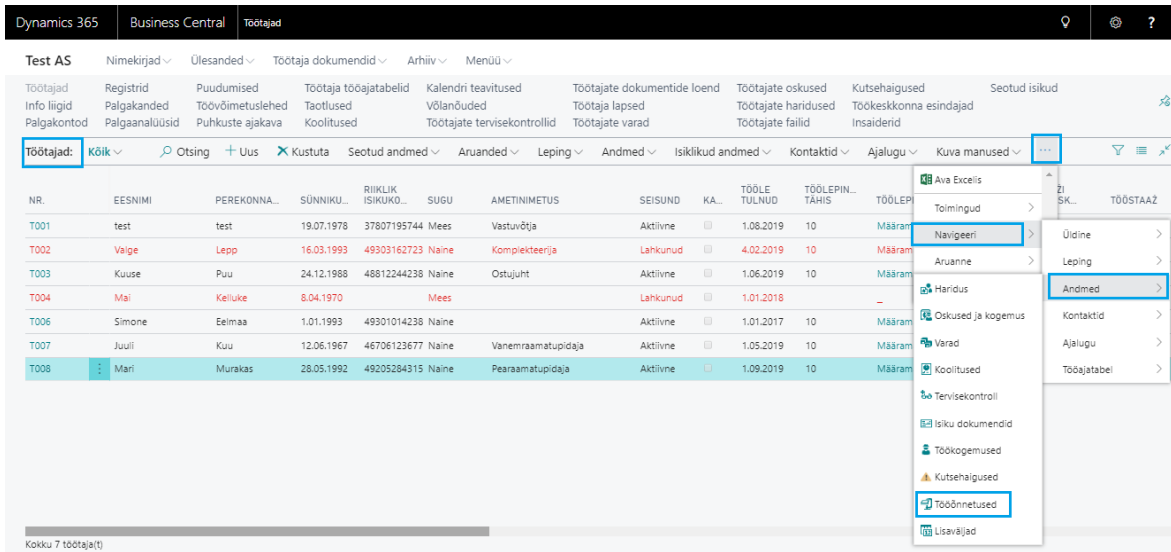 Dynamics 365 Business Central Töötajad ?
Test AS Nimekirjad Ülesanded Töötaja dokumendid Arhiiv Menüü
Töötajad Registrid Puudumised Töötaja tööajatabelid Kalendri teavitused Töötajate dokumentide loend Töötajate oskused Kutsehaigused Seotud isikud
Info liigid Palgakanded Töövõimetuslehed Taotlused Võlanõuded Töötaja lapsed Töötajate haridused Töökeskkonna esindajad
Palgakontod Palgaanalüüsid Puhkuste ajakava Koolitused Töötajate tervisekontrollid Töötajate varad Töötajate failid Insaiderid
Töötajad: Kõik Otsing + Uus Kustuta Seotud andmed Aruanded Leping Andmed Isiklikud andmed Kontaktid Ajalugu Kuva manused ...
NR. EESNIMI PEREKONNA... SÜNNIKU... RIIKLIK ISIKUKO... SUGU AMETINIMETUS SEISUND KA... TÖÖLE TULNUD TÖÖLEPIN... TÄHIS TÖÖLEPI ŽI SK... TÖÖSTAAŽ
T001 test test 19.07.1978 37807195744 Mees Vastuvõtja Aktiivne 1.08.2019 10 Määram
T002 Valge Lepp 16.03.1993 49303162723 Naine Komplekteerija Lahkunud 4.02.2019 10 Määram
T003 Kuuse Puu 24.12.1988 48812244238 Naine Ostujuht Aktiivne 1.06.2019 10 Määram
T004 Mai Kelluke 8.04.1970 Mees Lahkunud 1.01.2018 _
T006 Simone Eelmaa 1.01.1993 49301014238 Naine Aktiivne 1.01.2017 10 Määram
T007 Juuli Kuu 12.06.1967 46706123677 Naine Vanemraamatupidaja Aktiivne 1.05.2019 10 Määram
T008 Mari Murakas 28.05.1992 49205284315 Naine Pearaamatupidaja Aktiivne 1.09.2019 10 Määram
Ava Excelis
Toimingud
Navigeeri
Aruanne
Üldine
Leping
Andmed
Kontaktid
Ajalugu
Tööajatabel
Haridus
Oskused ja kogemus
Varad
Koolitused
Tervisekontroll
Isiku dokumendid
Töökogemused
Kutsehaigused
Tööõnnetused
Lisaväljad
Kokku 7 töötaja(t)